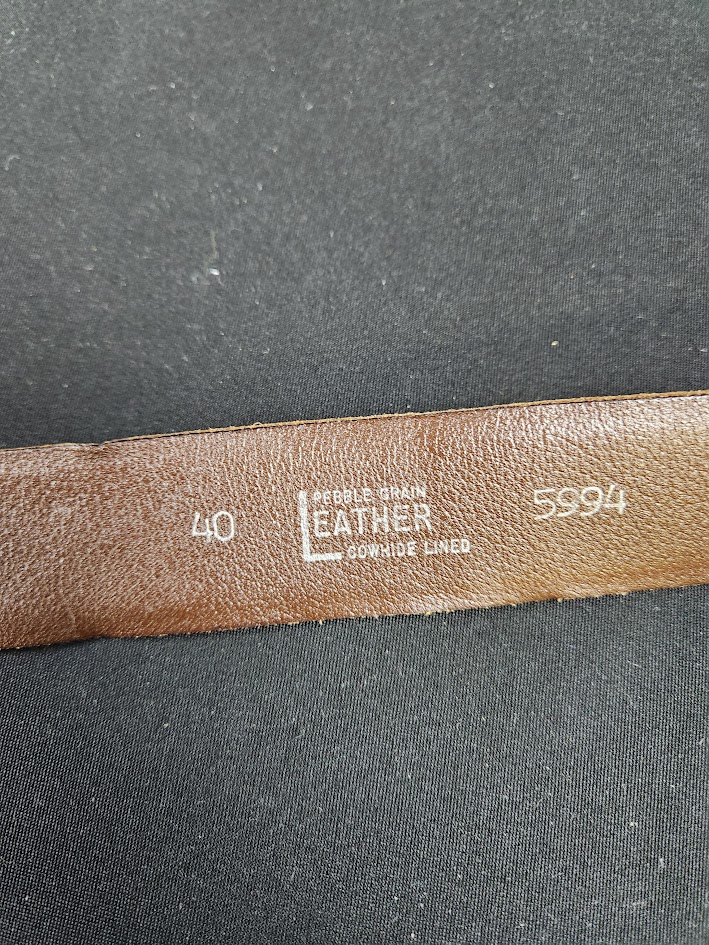 40
PEBBLE GRAIN
LEATHER
COWHIDE LINED
5994